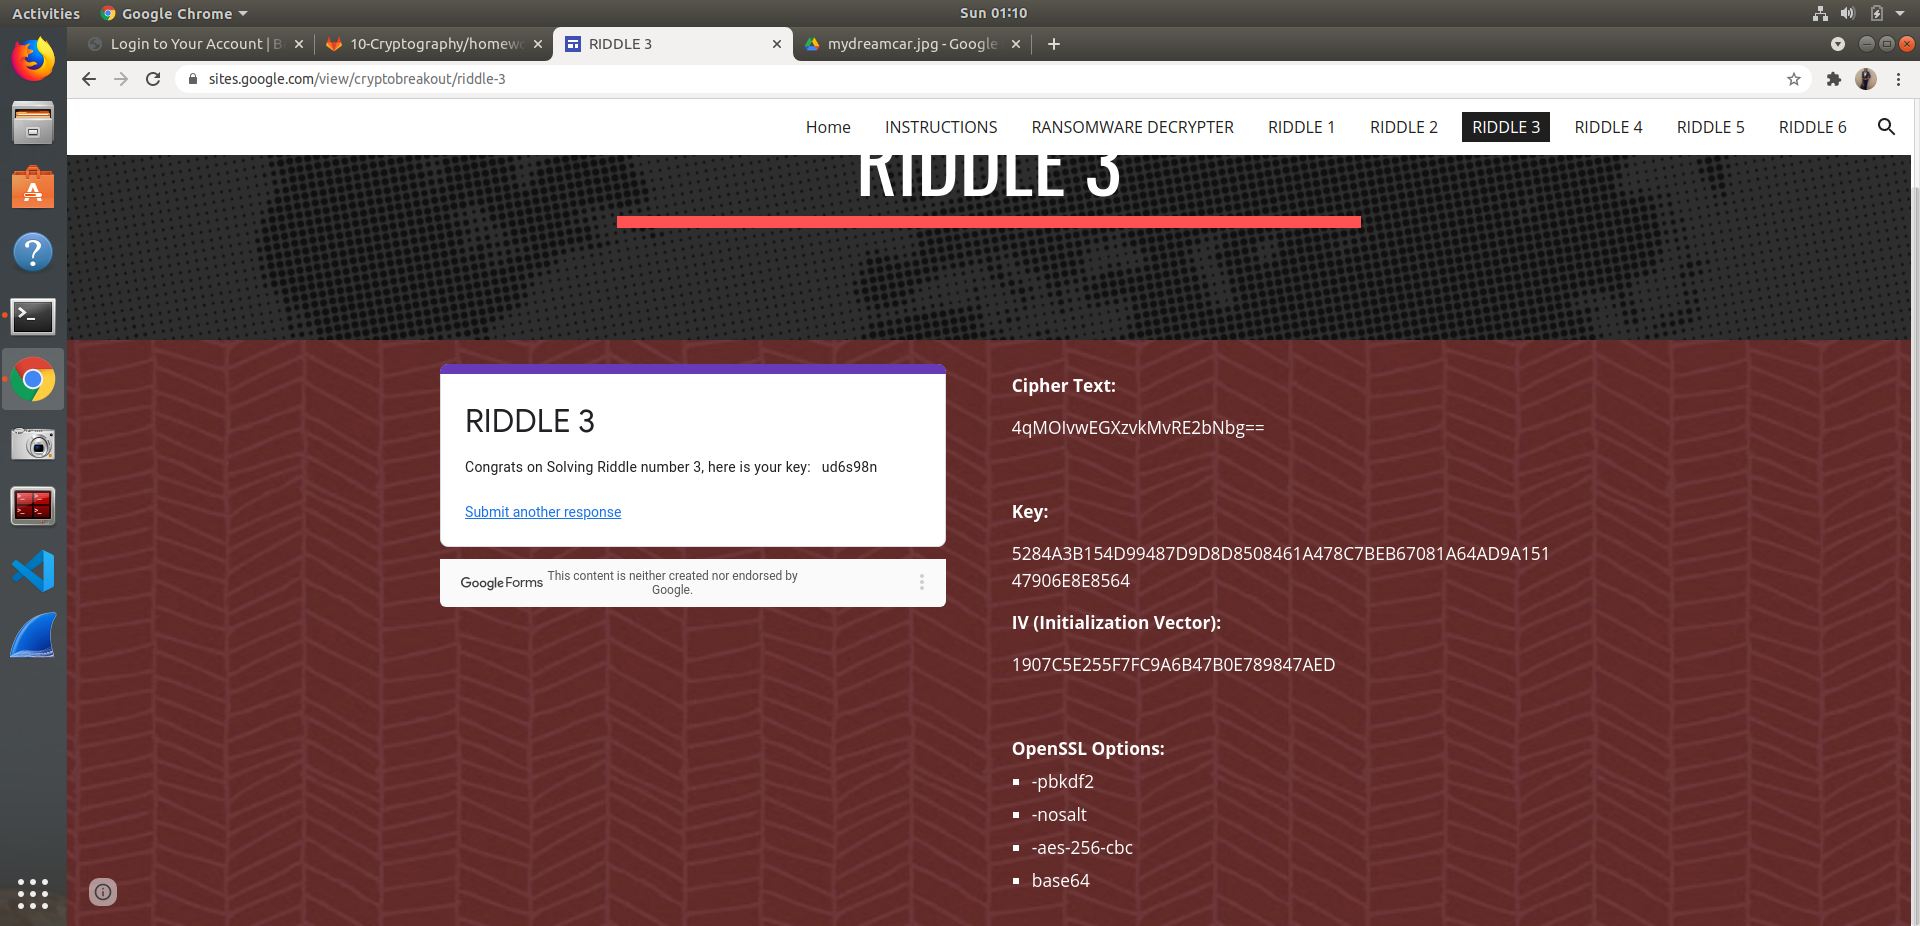 Activities
Google Chrome
Sun 01:10
Login to Your Account | B
10-Cryptography/homew
RIDDLE 3
mydreamcar.jpg - Google
sites.google.com/view/cryptobreakout/riddle-3
Home INSTRUCTIONS RANSOMWARE DECRYPTER RIDDLE 1 RIDDLE 2 RIDDLE 3 RIDDLE 4 RIDDLE 5 RIDDLE 6
RIDDLE 3
RIDDLE 3
Congrats on Solving Riddle number 3, here is your key: ud6s98n
Submit another response
Google Forms
This content is neither created nor endorsed by
Google.
Cipher Text:
4qMOIvwEGXzvkMvRE2bNbg==
Key:
5284A3B154D99487D9D8D8508461A478C7BEB67081A64AD9A151
47906E8E8564
IV (Initialization Vector):
1907C5E255F7FC9A6B47B0E789847AED
OpenSSL Options:
-pbkdf2
-nosalt
-aes-256-cbc
base64